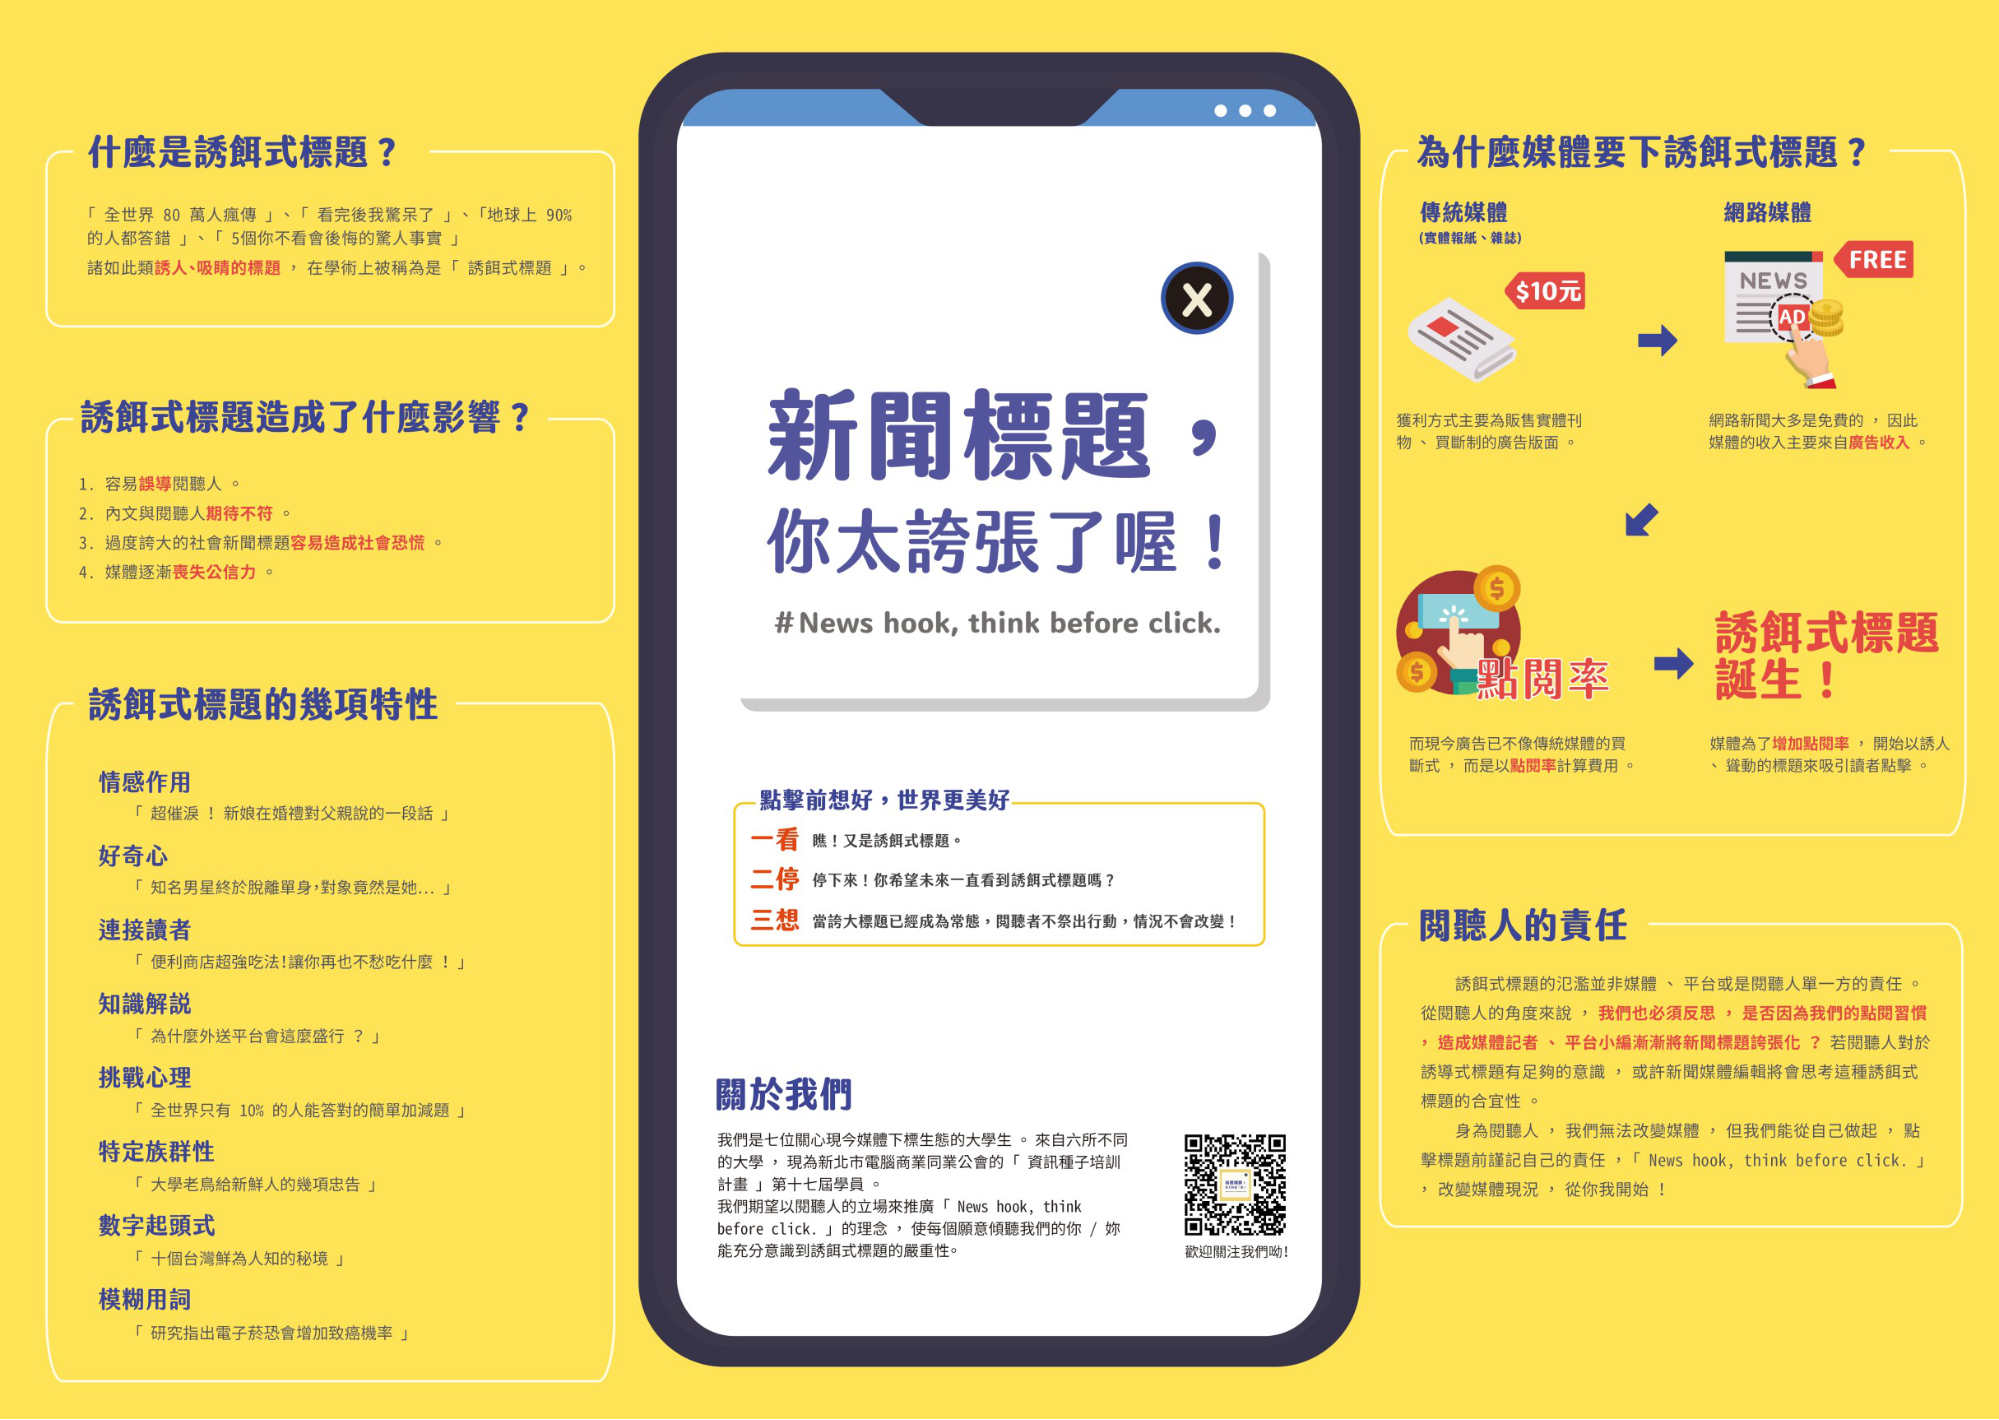 什麼是誘餌式標題？
「 全世界 80 萬人瘋傳 」、「 看完後我驚呆了 」、「地球上 90%
的人都答錯 」、「 5個你不看會後悔的驚人事實 」
諸如此類誘人、吸睛的標題 ， 在學術上被稱為是「 誘餌式標題 」。
誘餌式標題造成了什麼影響？
1. 容易誤導閱聽人 。
2. 內文與閱聽人期待不符 。
3. 過度誇大的社會新聞標題容易造成社會恐慌 。
4. 媒體逐漸喪失公信力 。
誘餌式標題的幾項特性
情感作用
「 超催淚 ！ 新娘在婚禮對父親說的一段話 」
好奇心
「 知名男星終於脫離單身,對象竟然是她... 」
連接讀者
「 便利商店超強吃法!讓你再也不愁吃什麼 ！」
知識解說
「 為什麼外送平台會這麼盛行 ？」
挑戰心理
「 全世界只有 10% 的人能答對的簡單加減題 」
特定族群性
「 大學老鳥給新鮮人的幾項忠告 」
數字起頭式
「 十個台灣鮮為人知的秘境 」
模糊用詞
「 研究指出電子菸恐會增加致癌機率 」
X
新聞標題，
你太誇張了喔！
#News hook, think before click.
點擊前想好，世界更美好
一看 瞧！又是誘餌式標題。
二停 停下來！你希望未來一直看到誘餌式標題嗎？
三想 當誇大標題已經成為常態，閱聽者不祭出行動，情況不會改變！
關於我們
我們是七位關心現今媒體下標生態的大學生 。 來自六所不同
的大學 ， 現為新北市電腦商業同業公會的「 資訊種子培訓
計畫 」第十七屆學員 。
我們期望以閱聽人的立場來推廣「 News hook, think
before click. 」的理念 ， 使每個願意傾聽我們的你 / 妳
能充分意識到誘餌式標題的嚴重性。
歡迎關注我們呦!
為什麼媒體要下誘餌式標題？
傳統媒體
(實體報紙、雜誌)
$10元
獲利方式主要為販售實體刊
物 、 買斷制的廣告版面 。
網路媒體
FREE
NEWS
AD
網路新聞大多是免費的 ， 因此
媒體的收入主要來自廣告收入 。
點閱率
而現今廣告已不像傳統媒體的買
斷式 ， 而是以點閱率計算費用 。
誘餌式標題
誕生！
媒體為了增加點閱率 ， 開始以誘人
、 聳動的標題來吸引讀者點擊 。
閱聽人的責任
誘餌式標題的氾濫並非媒體 、 平台或是閱聽人單一方的責任 。
從閱聽人的角度來說 ， 我們也必須反思 ， 是否因為我們的點閱習慣
， 造成媒體記者 、 平台小編漸漸將新聞標題誇張化 ？ 若閱聽人對於
誘導式標題有足夠的意識 ， 或許新聞媒體編輯將會思考這種誘餌式
標題的合宜性 。
身為閱聽人 ， 我們無法改變媒體 ， 但我們能從自己做起 ， 點
擊標題前謹記自己的責任 ，「 News hook, think before click. 」
， 改變媒體現況 ， 從你我開始 ！